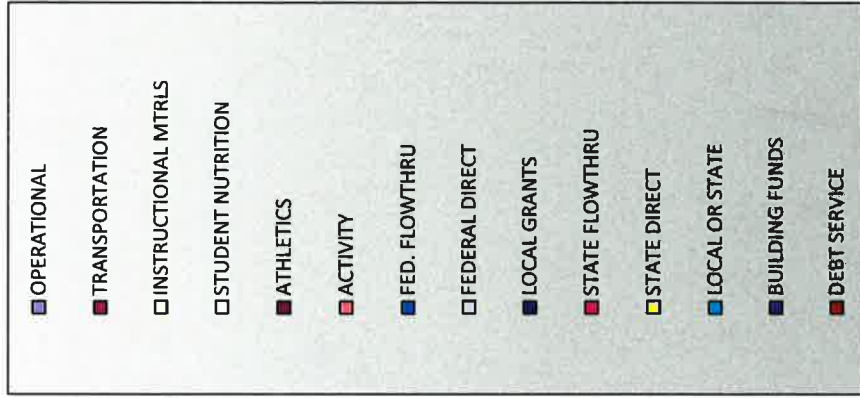 OPERATIONAL
TRANSPORTATION
INSTRUCTIONAL MTRLS
STUDENT NUTRITION
ATHLETICS
ACTIVITY
FED. FLOWTHRU
FEDERAL DIRECT
LOCAL GRANTS
STATE FLOWTHRU
STATE DIRECT
LOCAL OR STATE
BUILDING FUNDS
DEBT SERVICE